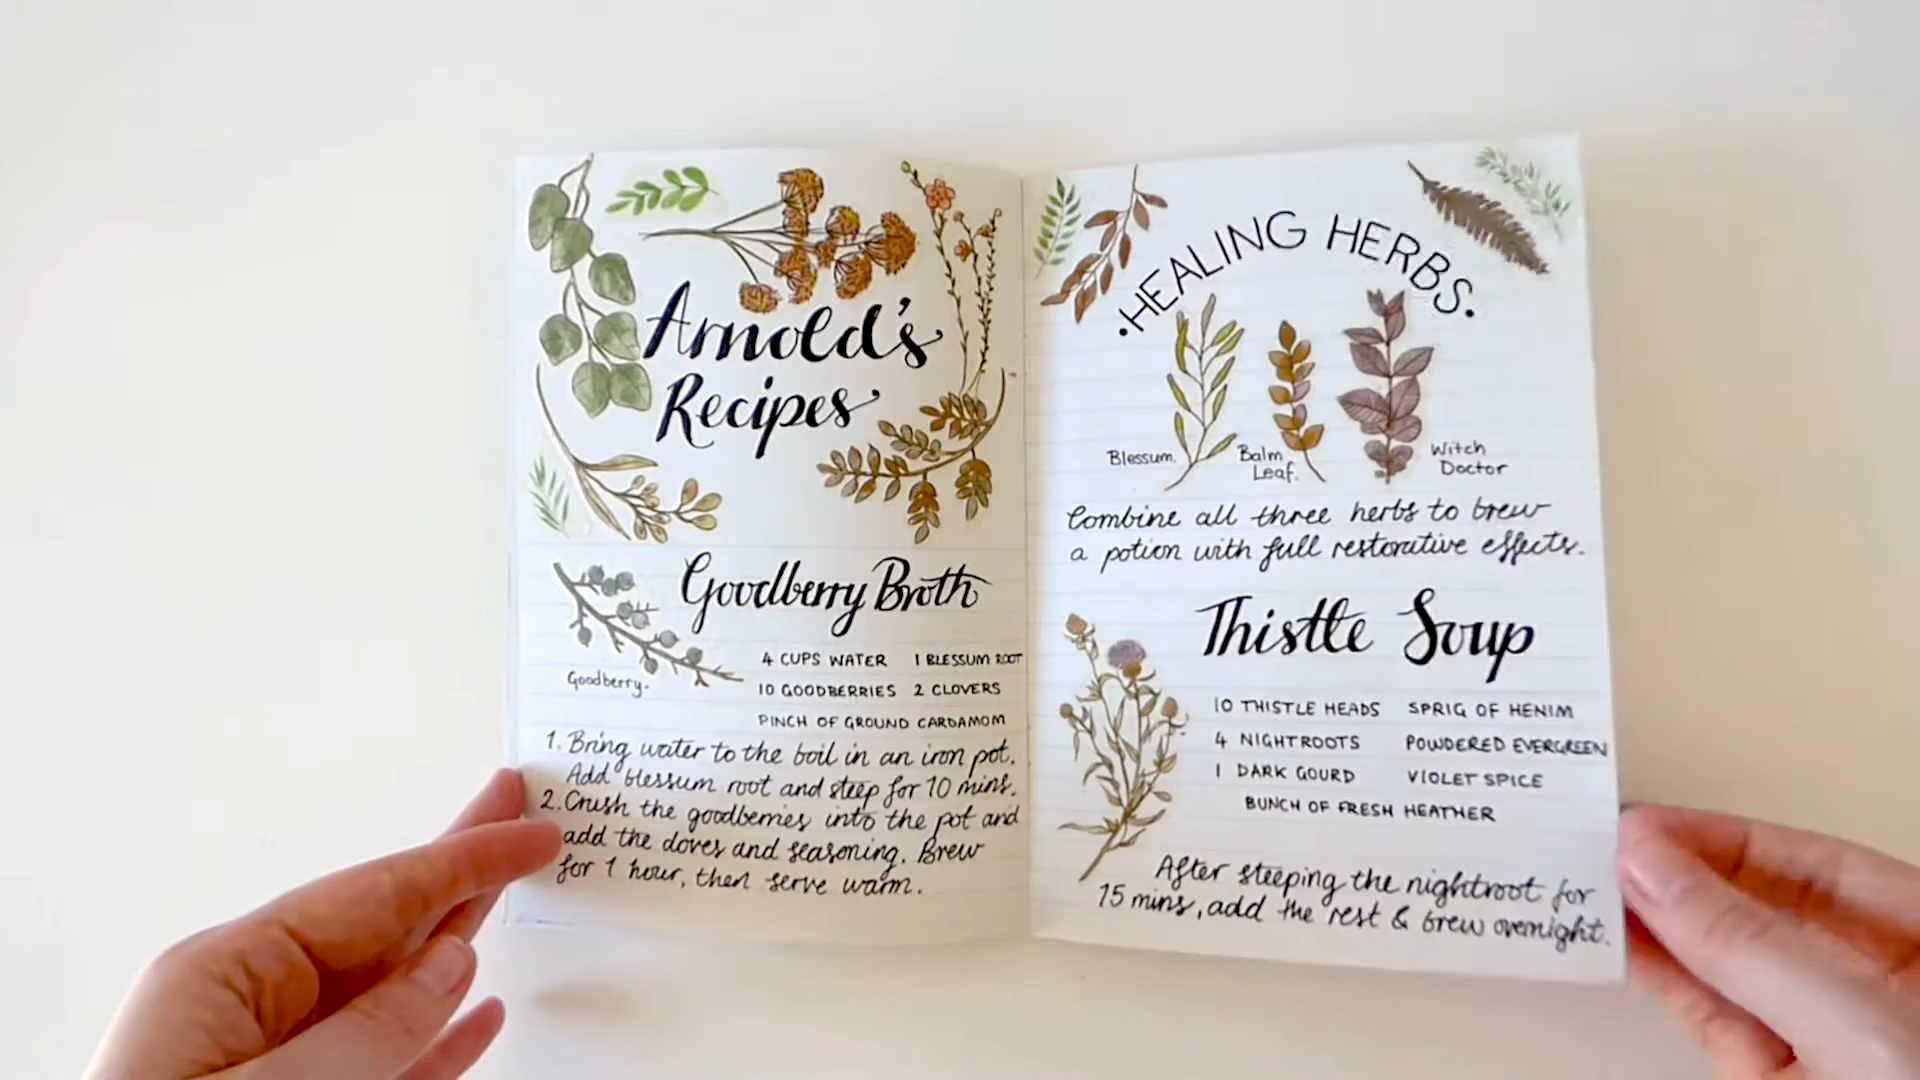 Arnold's
Recipes
Goodberry Broth
Goodberry.
4 CUPS WATER 1 BLESSUM ROOT
10 GOODBERRIES 2 CLOVERS
PINCH OF GROUND CARDAMOM
1. Bring water to the boil in an iron pot.
Add blessum root and steep for 10 mins.
2. Crush the goodberries into the pot and
add the cloves and seasoning. Brew
for 1 hour, then serve warm.
·HEALING HERBS·
Blessum.
Balm
Leaf.
Witch
Doctor
Combine all three herbs to brew
a potion with full restorative effects.
Thistle Soup
10 THISTLE HEADS SPRIG OF HENIM
4 NIGHTROOTS POWDERED EVERGREEN
1 DARK GOURD VIOLET SPICE
BUNCH OF FRESH HEATHER
After steeping the nightroot for
15 mins, add the rest & brew overnight.